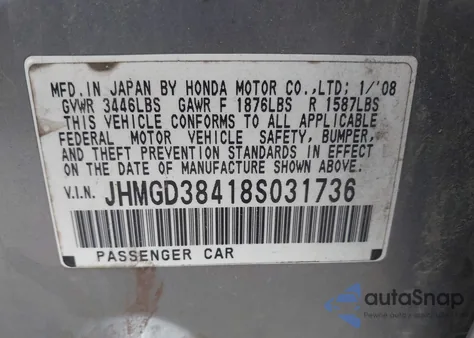 MFD. IN JAPAN BY HONDA MOTOR CO.,LTD; 1/'08
GVWR 3446LBS GAWR F 1876LBS R 1587LBS
THIS VEHICLE CONFORMS TO ALL APPLICABLE
FEDERAL MOTOR VEHICLE SAFETY, BUMPER,
AND THEFT PREVENTION STANDARDS IN EFFECT
ON THE DATE OF MANUFACTURE SHOWN ABOVE.
V.I.N. JHMGD38418S031736
PASSENGER CAR
autoSnap